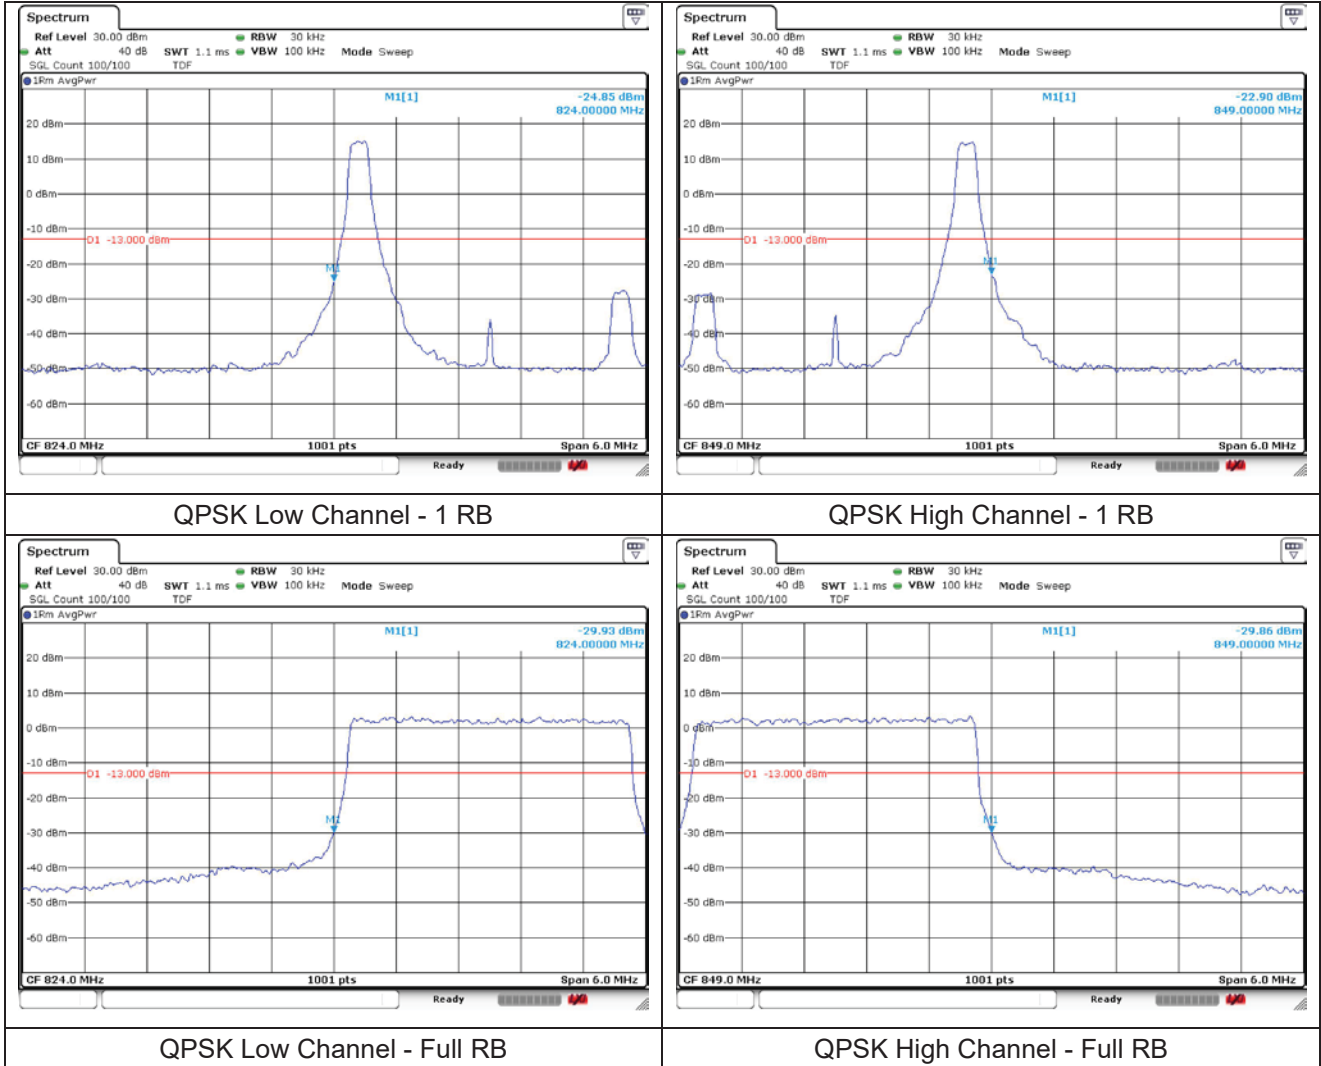 Spectrum
Ref Level 30.00 dBm RBW 30 kHz
Att 40 dB SWT 1.1 ms VBW 100 kHz Mode Sweep
SGL Count 100/100 TDF
1Rm AvgPwr
M1[1] -24.85 dBm
824.00000 MHz
20 dBm
10 dBm
0 dBm
-10 dBm
D1 -13.000 dBm
-20 dBm
M1
-30 dBm
-40 dBm
-50 dBm
-60 dBm
CF 824.0 MHz 1001 pts Span 6.0 MHz
Ready
QPSK Low Channel - 1 RB
Spectrum
Ref Level 30.00 dBm RBW 30 kHz
Att 40 dB SWT 1.1 ms VBW 100 kHz Mode Sweep
SGL Count 100/100 TDF
1Rm AvgPwr
M1[1] -22.90 dBm
849.00000 MHz
20 dBm
10 dBm
0 dBm
-10 dBm
D1 -13.000 dBm
-20 dBm
M1
-30 dBm
-40 dBm
-50 dBm
-60 dBm
CF 849.0 MHz 1001 pts Span 6.0 MHz
Ready
QPSK High Channel - 1 RB
Spectrum
Ref Level 30.00 dBm RBW 30 kHz
Att 40 dB SWT 1.1 ms VBW 100 kHz Mode Sweep
SGL Count 100/100 TDF
1Rm AvgPwr
M1[1] -29.93 dBm
824.00000 MHz
20 dBm
10 dBm
0 dBm
-10 dBm
D1 -13.000 dBm
-20 dBm
M1
-30 dBm
-40 dBm
-50 dBm
-60 dBm
CF 824.0 MHz 1001 pts Span 6.0 MHz
Ready
QPSK Low Channel - Full RB
Spectrum
Ref Level 30.00 dBm RBW 30 kHz
Att 40 dB SWT 1.1 ms VBW 100 kHz Mode Sweep
SGL Count 100/100 TDF
1Rm AvgPwr
M1[1] -29.86 dBm
849.00000 MHz
20 dBm
10 dBm
0 dBm
-10 dBm
D1 -13.000 dBm
-20 dBm
M1
-30 dBm
-40 dBm
-50 dBm
-60 dBm
CF 849.0 MHz 1001 pts Span 6.0 MHz
Ready
QPSK High Channel - Full RB